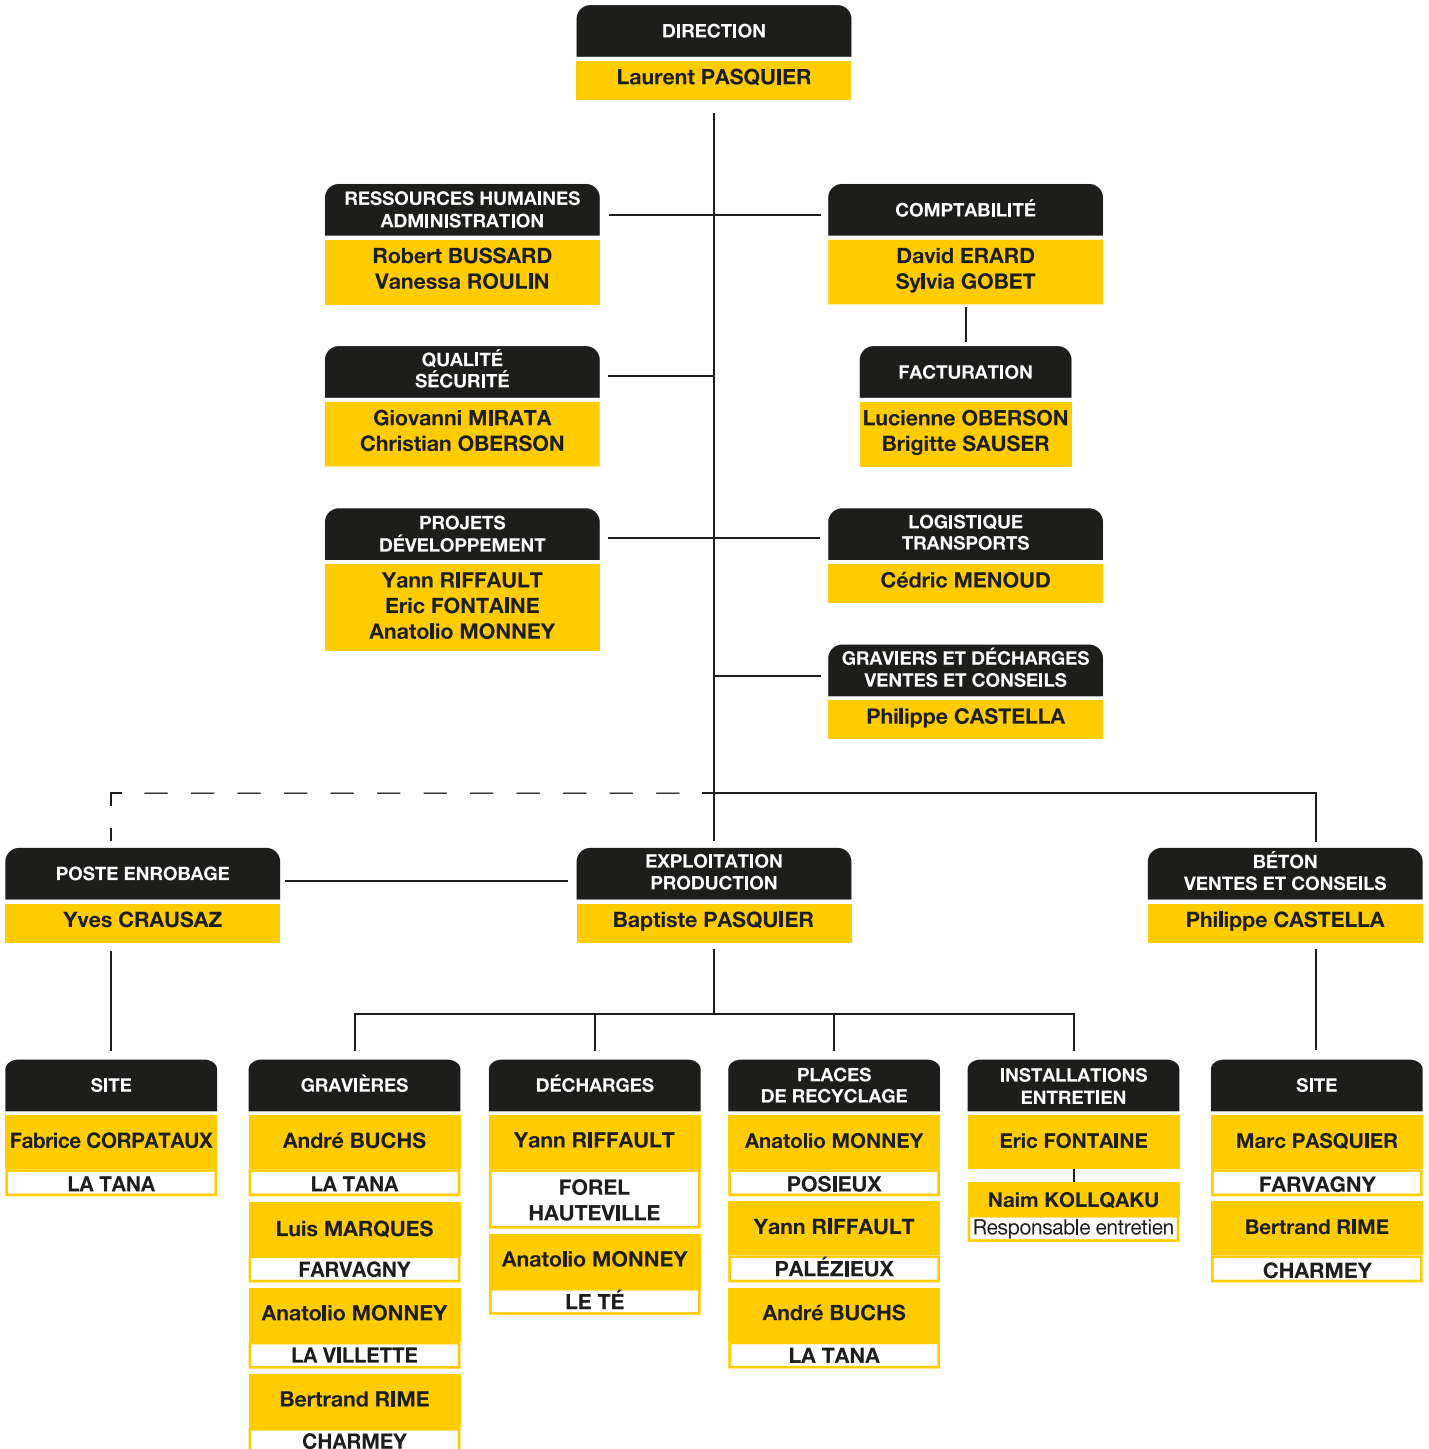 DIRECTION
Laurent PASQUIER
RESSOURCES HUMAINES
ADMINISTRATION
Robert BUSSARD
Vanessa ROULIN
COMPTABILITÉ
David ERARD
Sylvia GOBET
QUALITÉ
SÉCURITÉ
Giovanni MIRATA
Christian OBERSON
FACTURATION
Lucienne OBERSON
Brigitte SAUSER
PROJETS
DÉVELOPPEMENT
Yann RIFFAULT
Eric FONTAINE
Anatolio MONNEY
LOGISTIQUE
TRANSPORTS
Cédric MENOUD
GRAVIERS ET DÉCHARGES
VENTES ET CONSEILS
Philippe CASTELLA
POSTE ENROBAGE
Yves CRAUSAZ
EXPLOITATION
PRODUCTION
Baptiste PASQUIER
BÉTON
VENTES ET CONSEILS
Philippe CASTELLA
SITE
Fabrice CORPATAUX
LA TANA
GRAVIÈRES
André BUCHS
LA TANA
Luis MARQUES
FARVAGNY
Anatolio MONNEY
LA VILLETTE
Bertrand RIME
CHARMEY
DÉCHARGES
Yann RIFFAULT
FOREL
HAUTEVILLE
Anatolio MONNEY
LE TÉ
PLACES
DE RECYCLAGE
Anatolio MONNEY
POSIEUX
Yann RIFFAULT
PALÉZIEUX
André BUCHS
LA TANA
INSTALLATIONS
ENTRETIEN
Eric FONTAINE
Naim KOLLQAKU
Responsable entretien
SITE
Marc PASQUIER
FARVAGNY
Bertrand RIME
CHARMEY